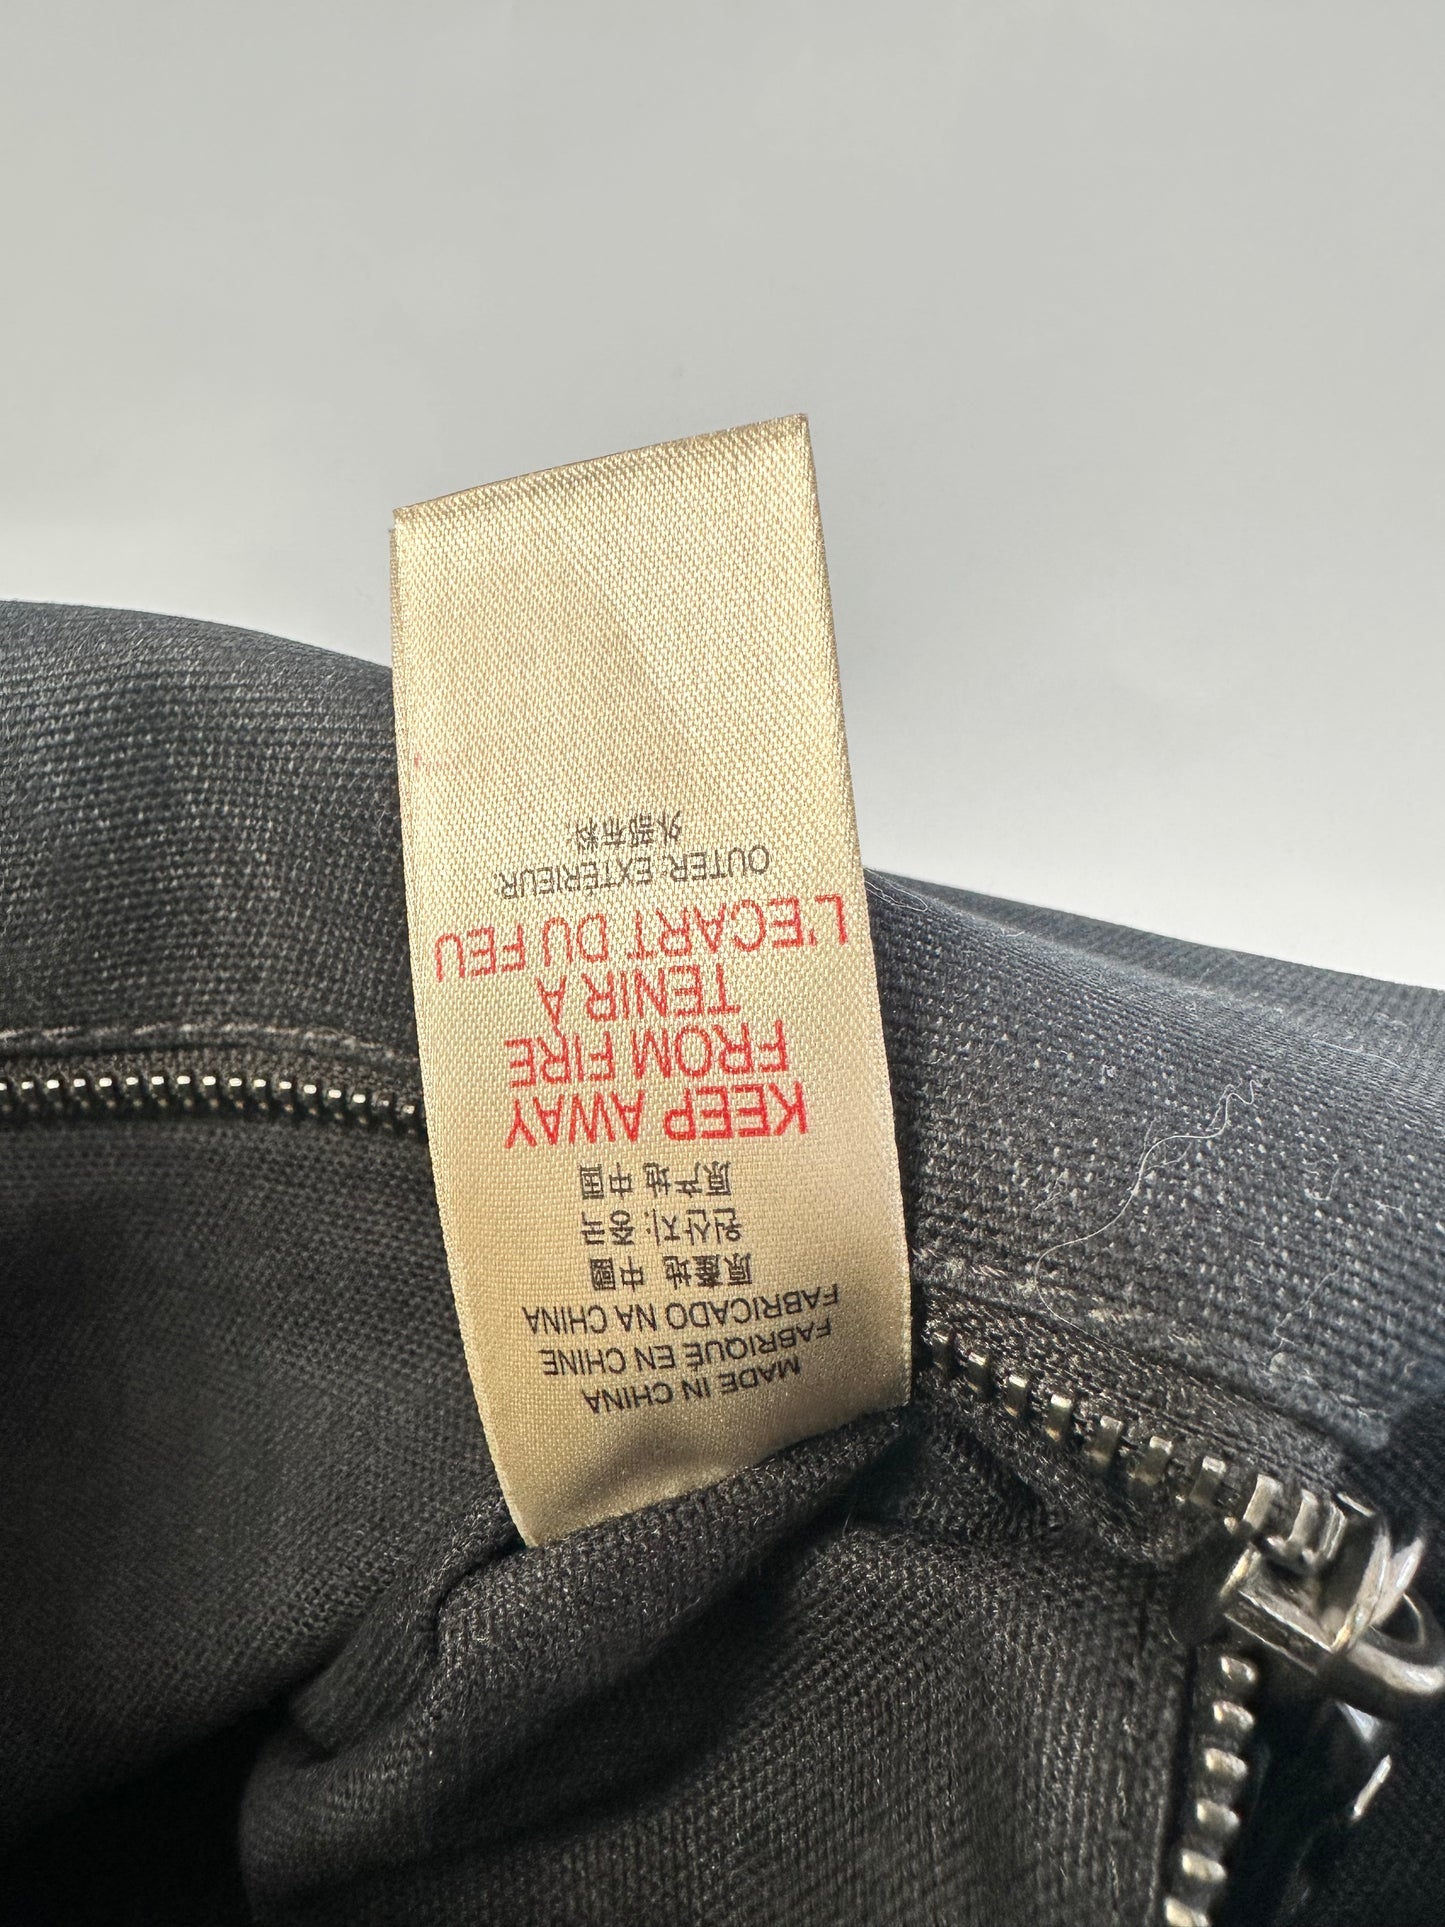 MADE IN CHINA
FABRIQUÉ EN CHINE
FABRICADO NA CHINA
原產地 中國
원산지: 중국
原产地 中国
KEEP AWAY
FROM FIRE
TENIR À
L'ECART DU FEU
OUTER: EXTÉRIEUR:
外部布料: